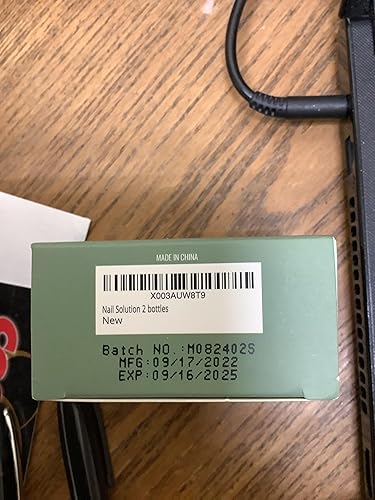 MADE IN CHINA
X003AUW8T9
Nail Solution 2 bottles
New
Batch NO.:M082402S
MFG:09/17/2022
EXP:09/16/2025